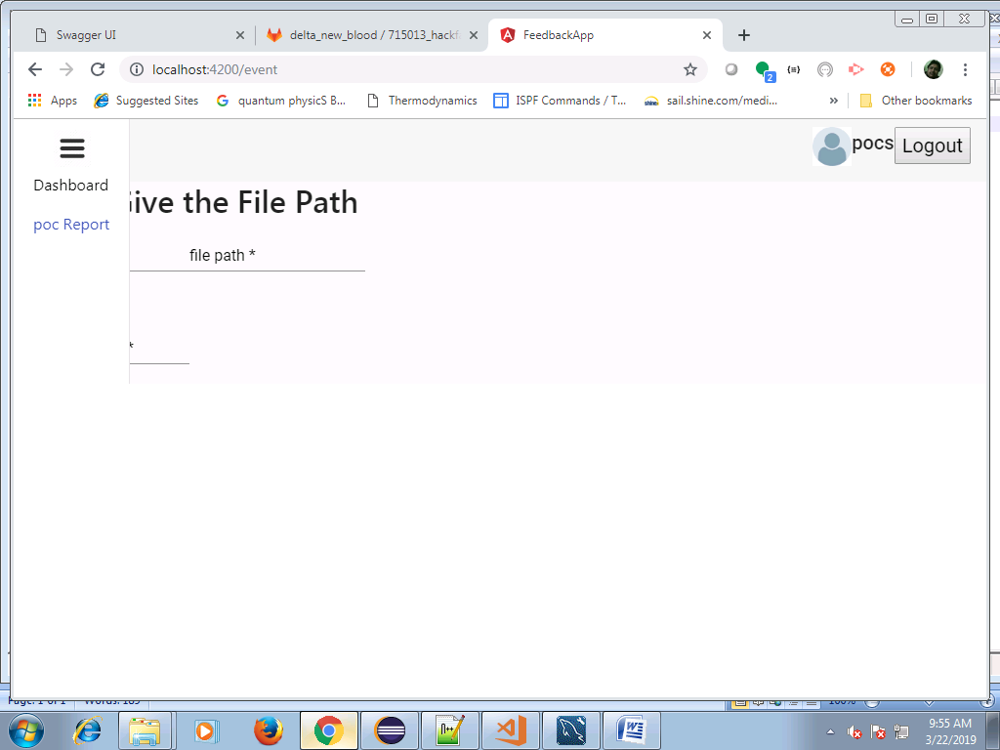 Swagger UI
delta_new_blood / 715013_hackf
FeedbackApp
localhost:4200/event
2
Apps
Suggested Sites
quantum physicS B...
Thermodynamics
ISPF Commands / T...
sail.shine.com/medi...
»
Other bookmarks
pocs
Logout
Dashboard
poc Report
Give the File Path
file path *
*
Page: 1 of 1
Words: 185
100%
9:55 AM
3/22/2019